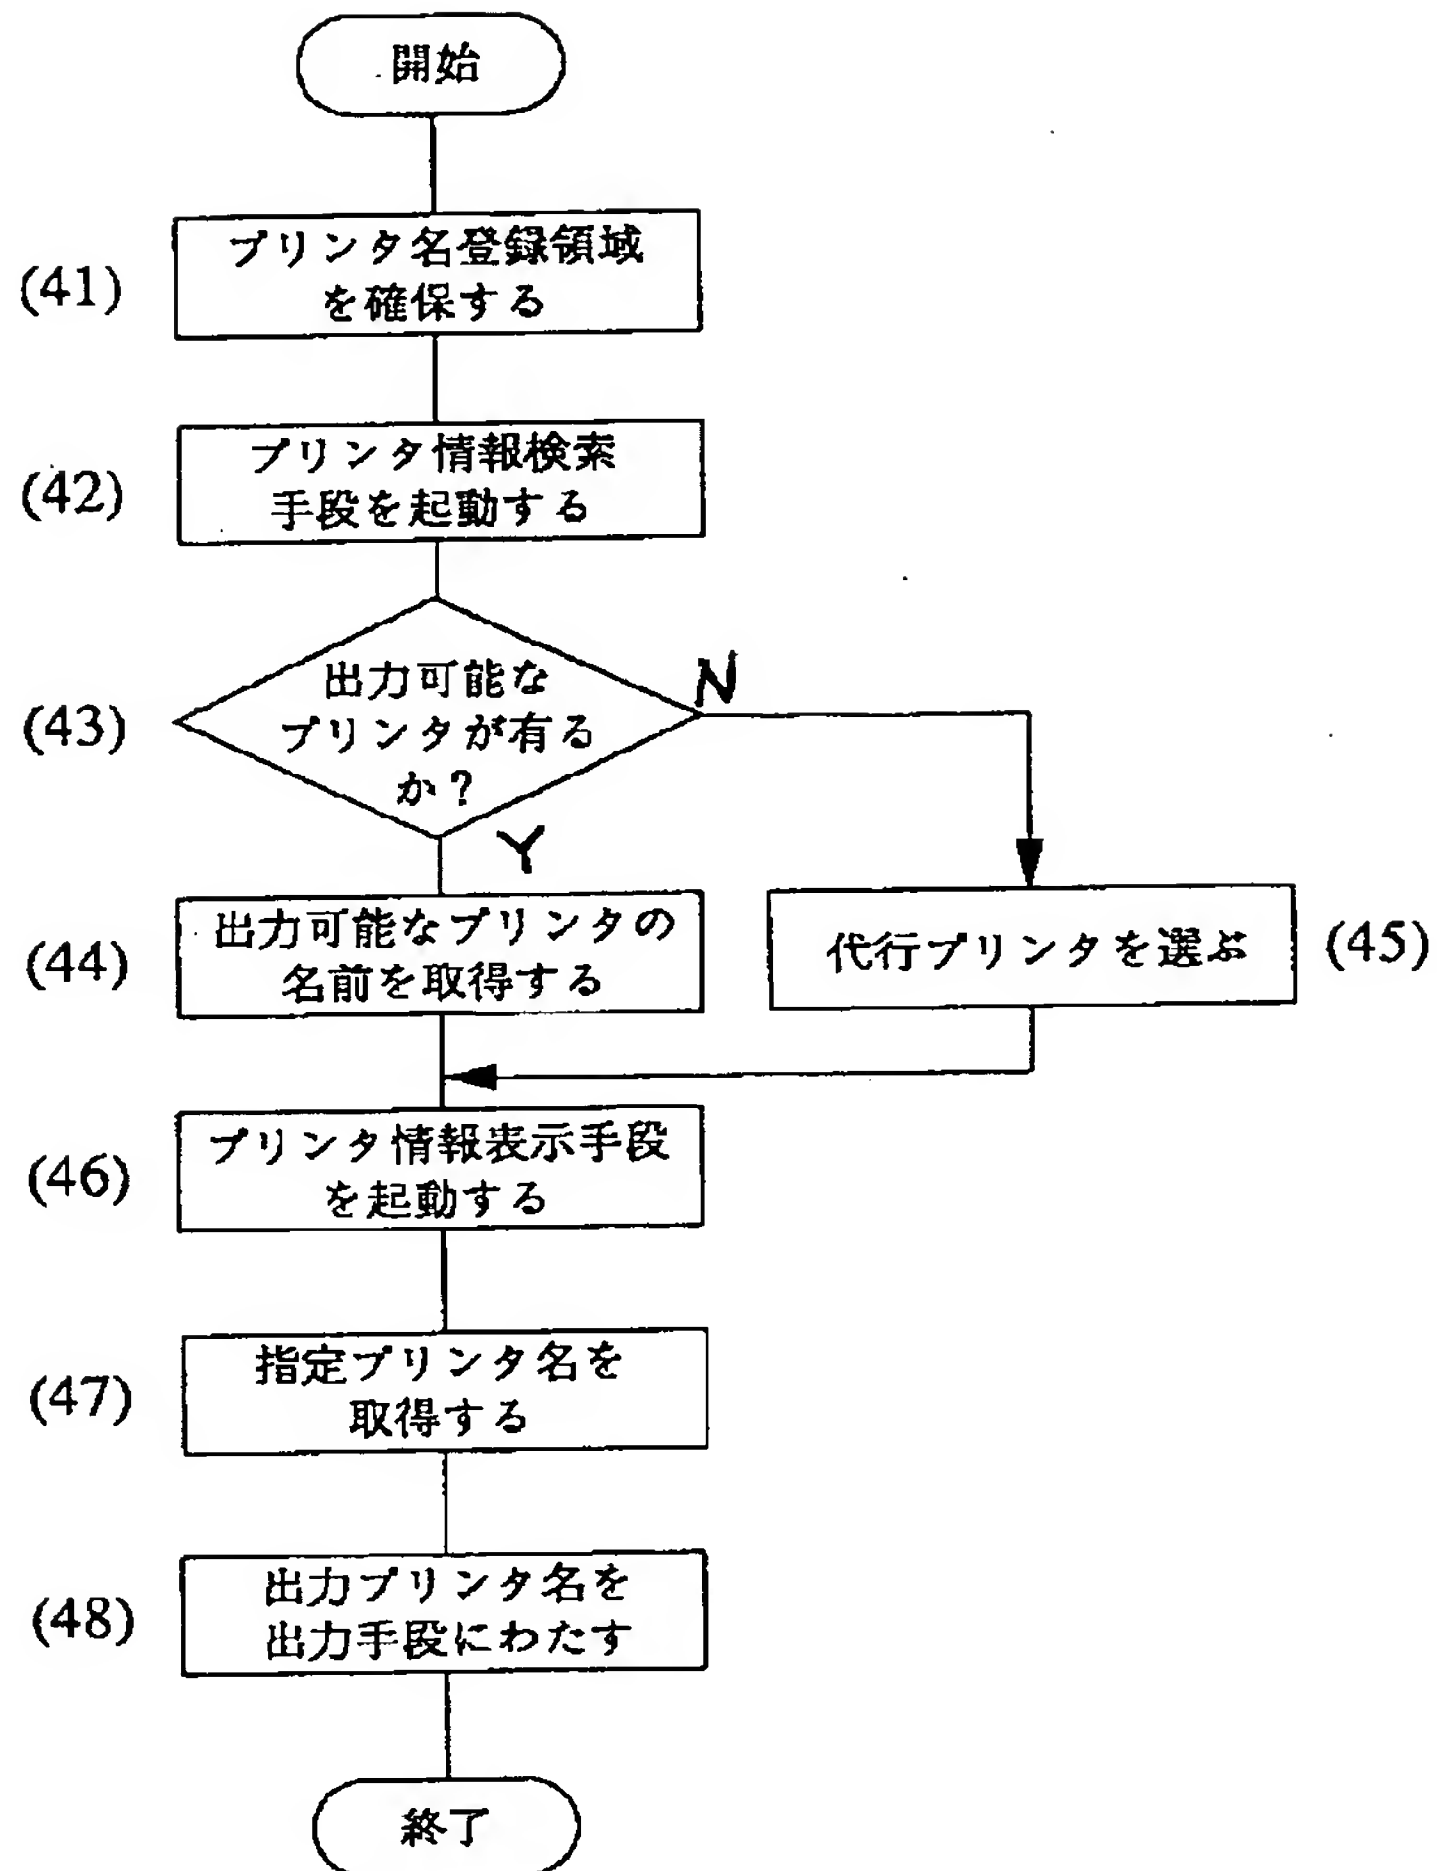 開始
(41)
プリンタ名登録領域
を確保する
(42)
プリンタ情報検索
手段を起動する
(43)
出力可能な
プリンタが有る
か?
N
Y
(44)
出力可能なプリンタの
名前を取得する
代行プリンタを選ぶ
(45)
(46)
プリンタ情報表示手段
を起動する
(47)
指定プリンタ名を
取得する
(48)
出力プリンタ名を
出力手段にわたす
終了